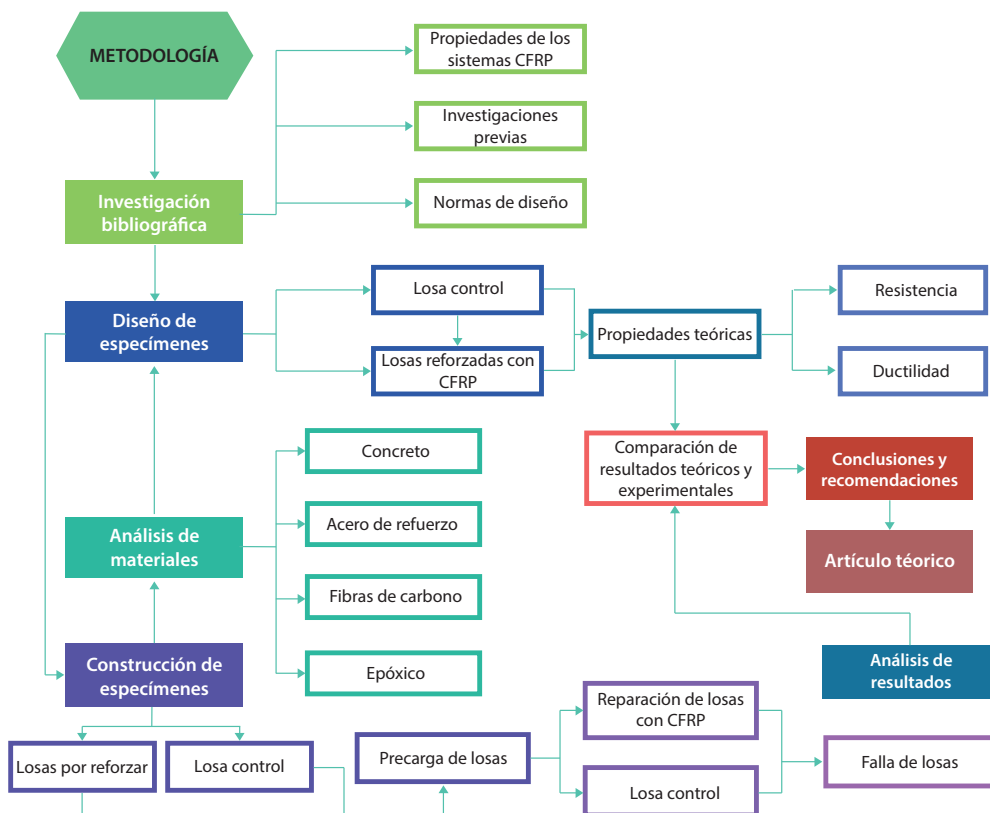 METODOLOGÍA
Propiedades de los
sistemas CFRP
Investigaciones
previas
Investigación
bibliográfica
Normas de diseño
Diseño de
especímenes
Losa control
Losas reforzadas con
CFRP
Propiedades teóricas
Resistencia
Ductilidad
Comparación de
resultados teóricos y
experimentales
Conclusiones y
recomendaciones
Artículo téorico
Análisis de
materiales
Concreto
Acero de refuerzo
Fibras de carbono
Epóxico
Construcción de
especímenes
Análisis de
resultados
Losas por reforzar
Losa control
Precarga de losas
Reparación de losas
con CFRP
Losa control
Falla de losas